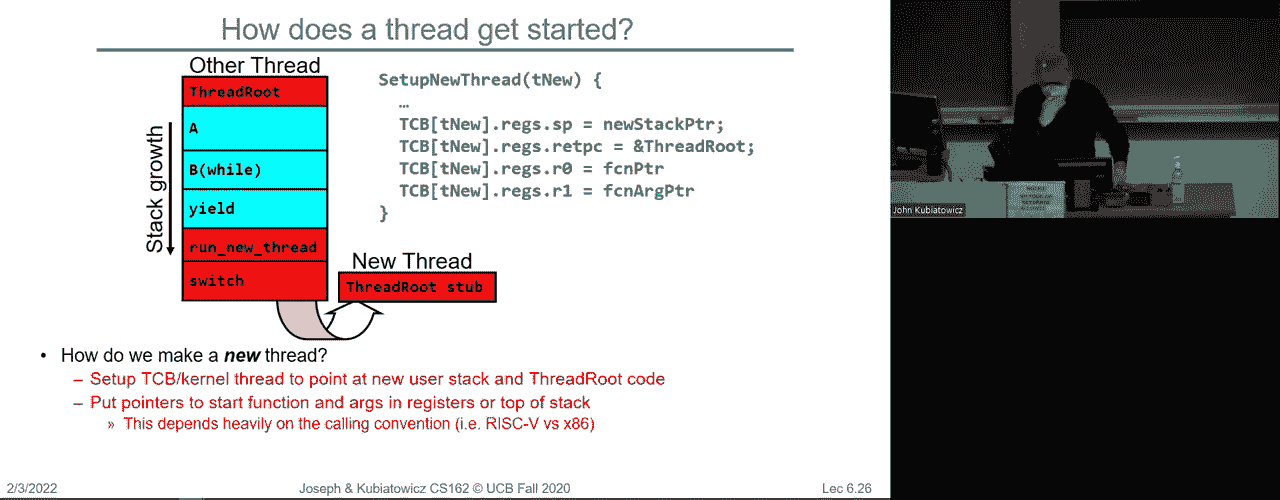 How does a thread get started?
Other Thread
ThreadRoot
A
B(while)
yield
run_new_thread
switch
Stack growth
SetupNewThread(tNew) {
…
TCB[tNew].regs.sp = newStackPtr;
TCB[tNew].regs.retpc = &ThreadRoot;
TCB[tNew].regs.r0 = fcnPtr
TCB[tNew].regs.r1 = fcnArgPtr
}
New Thread
ThreadRoot stub
• How do we make a new thread?
– Setup TCB/kernel thread to point at new user stack and ThreadRoot code
– Put pointers to start function and args in registers or top of stack
» This depends heavily on the calling convention (i.e. RISC-V vs x86)
2/3/2022
Joseph & Kubiatowicz CS162 © UCB Fall 2020
Lec 6.26
John Kubiatowicz